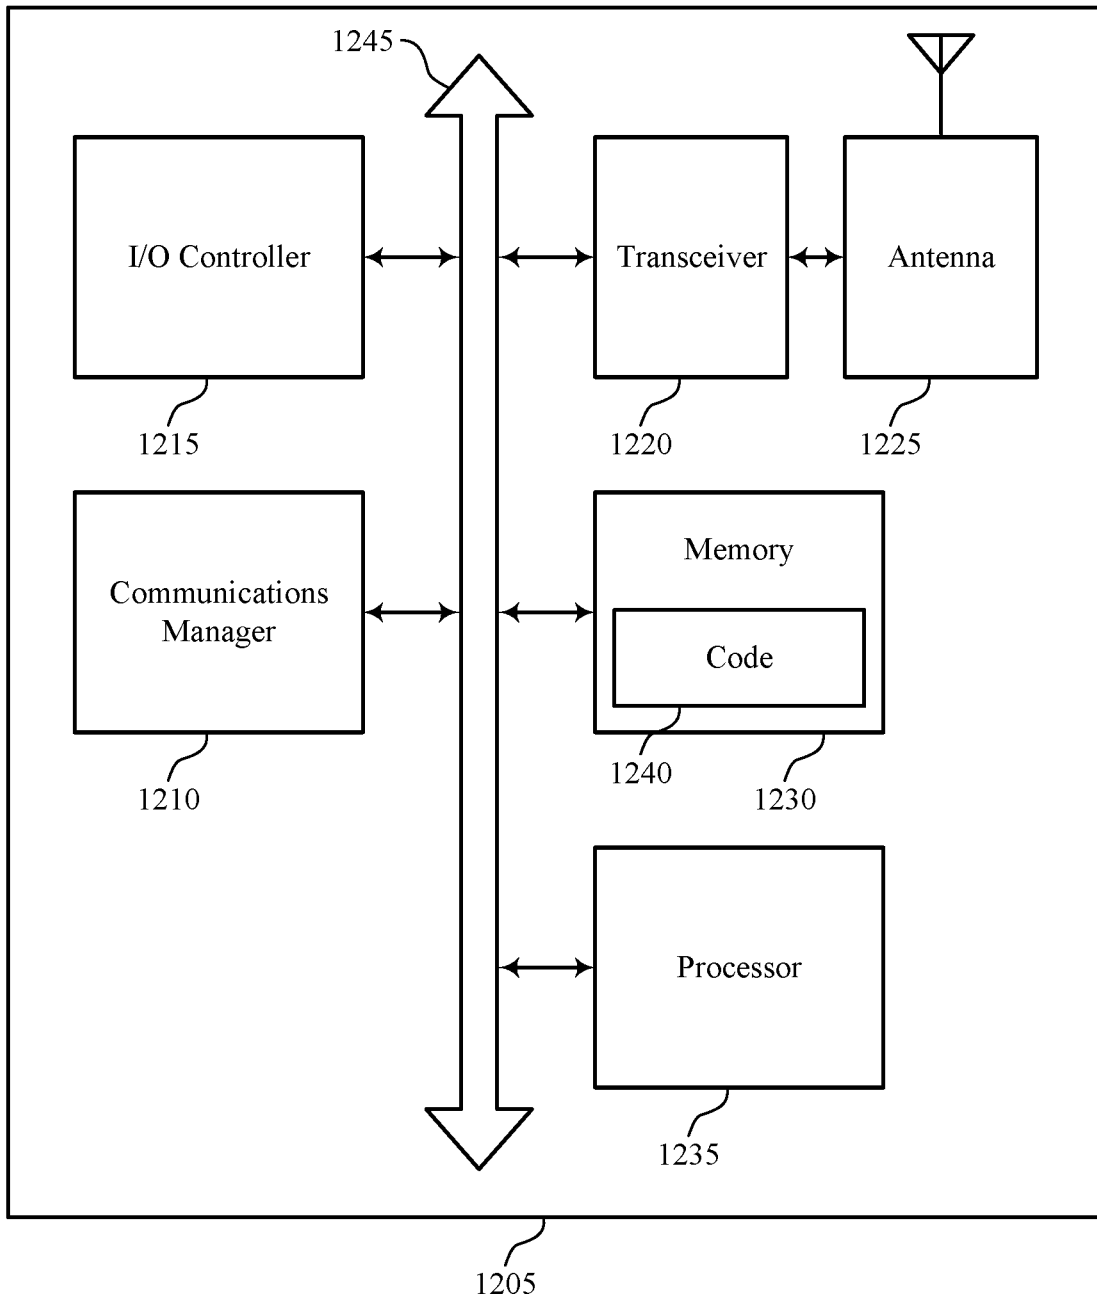 1245
I/O Controller
Transceiver
Antenna
1215
1220
1225
Communications
Manager
Memory
Code
1210
1240
1230
Processor
1235
1205